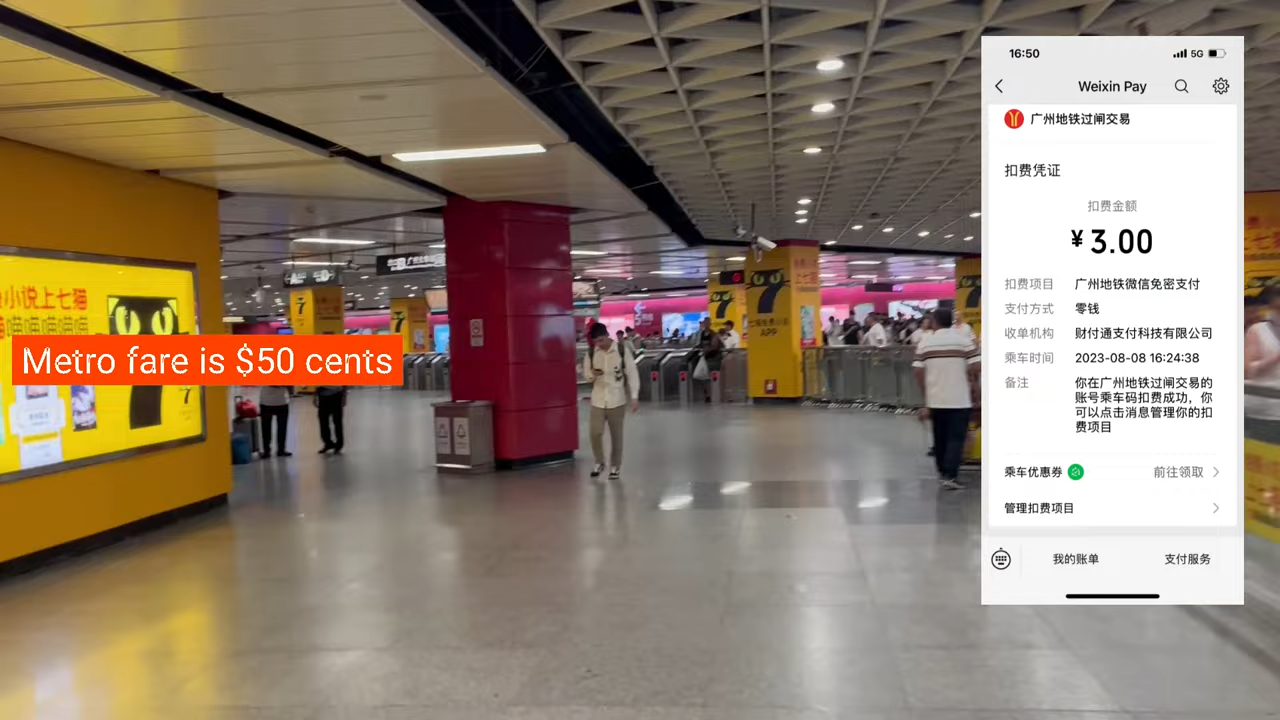 小说上七猫
Metro fare is $50 cents
7
APP
16:50
5G
Weixin Pay
广州地铁过闸交易
扣费凭证
扣费金额
¥3.00
扣费项目 广州地铁微信免密支付
支付方式 零钱
收单机构 财付通支付科技有限公司
乘车时间 2023-08-08 16:24:38
备注 你在广州地铁过闸交易的
账号乘车码扣费成功，你
可以点击消息管理你的扣
费项目
乘车优惠券 前往领取
管理扣费项目
我的账单 支付服务